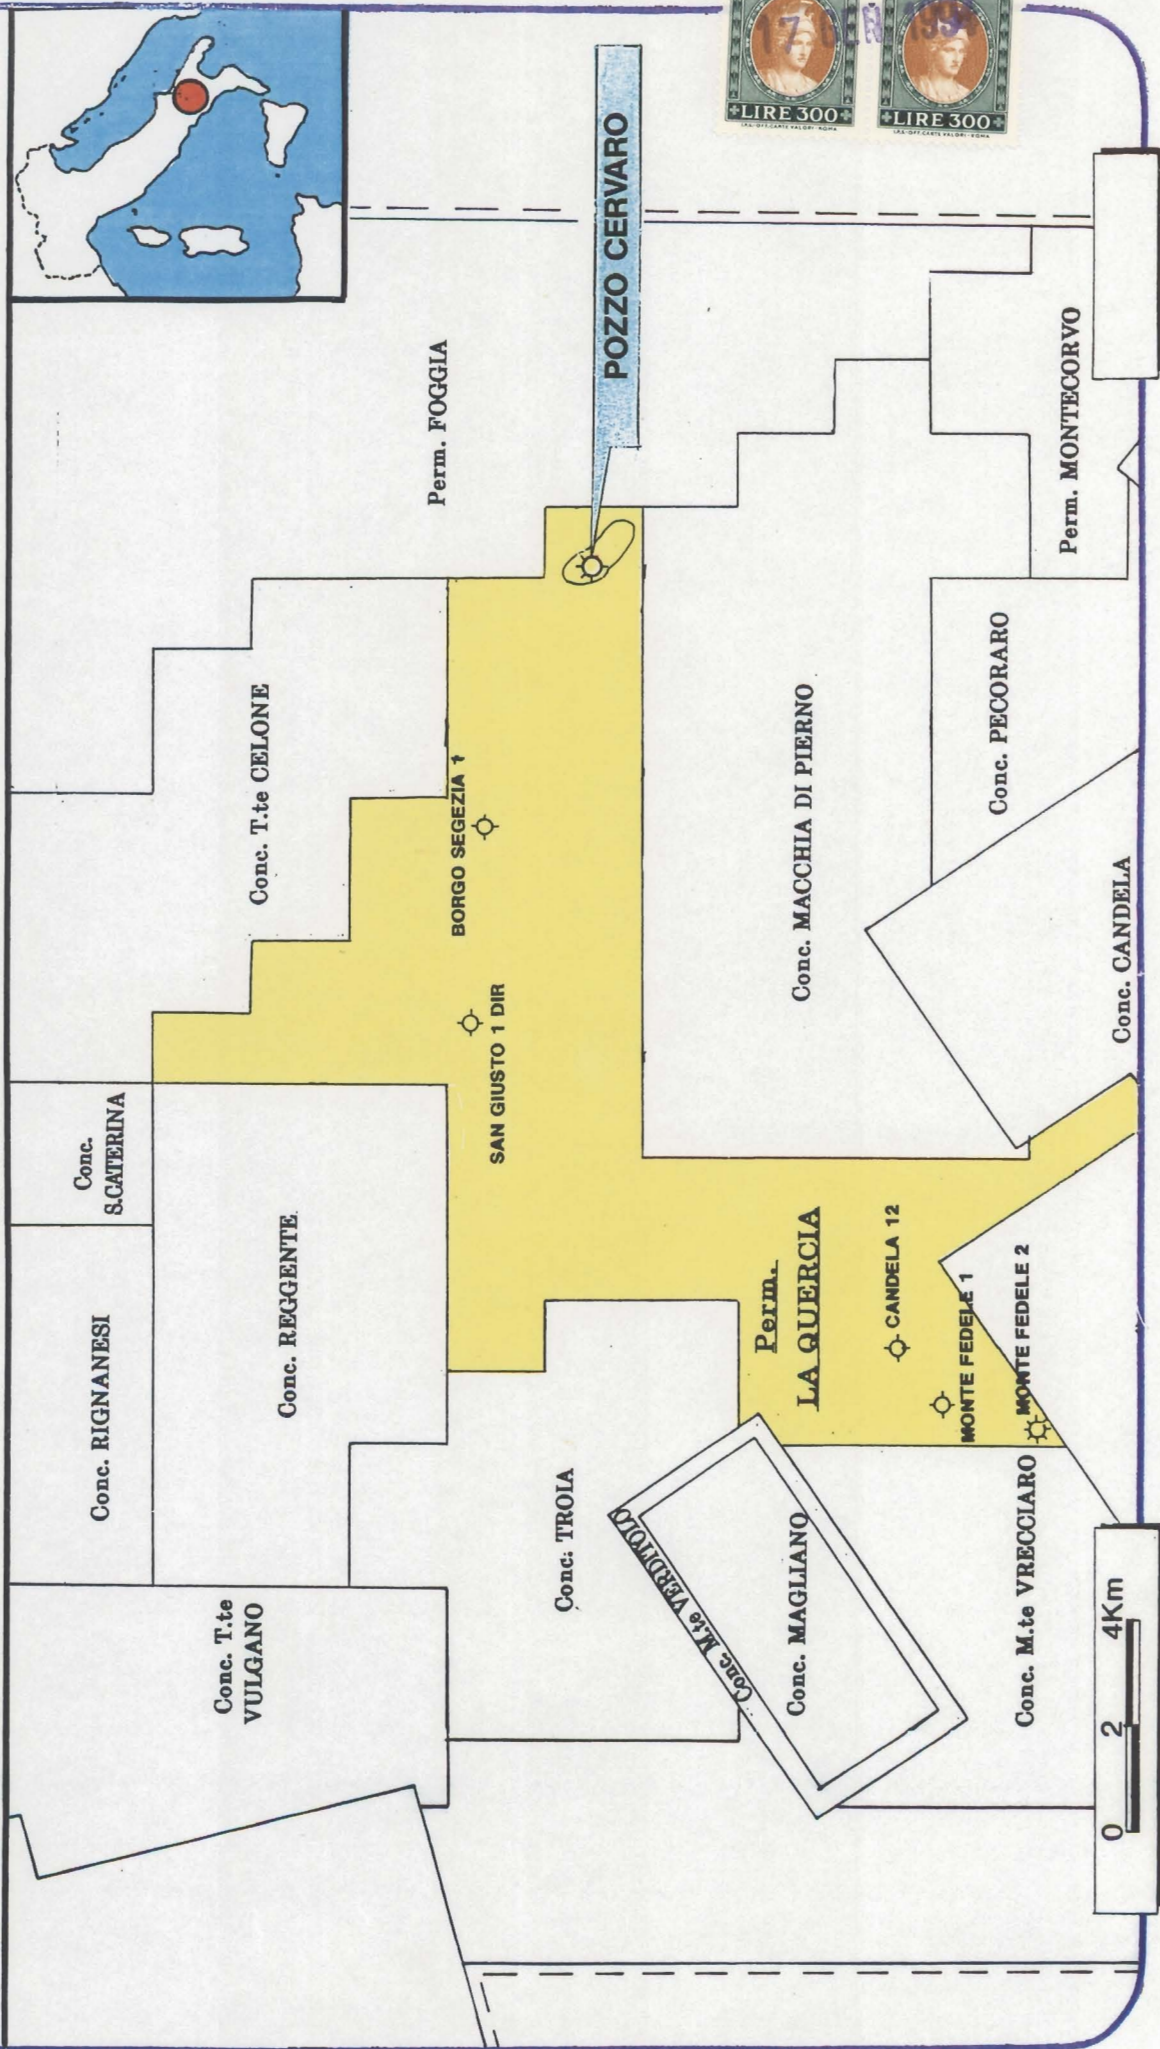 Conc. RIGNANESI
Conc.
S.CATERINA
Conc. T.te
VULGANO
Conc. REGGENTE
Conc. T.te CELONE
Perm. FOGGIA
BORGO SEGEZIA 1
SAN GIUSTO 1 DIR
Conc. TROIA
POZZO CERVARO
Conc. M.te VERDITOLO
Conc. MAGLIANO
Perm.
LA QUERCIA
Conc. MACCHIA DI PIERNO
CANDELA 12
MONTE FEDELE 1
MONTE FEDELE 2
Conc. M.te VRECCIARO
Conc. PECORARO
Perm. MONTECORVO
Conc. CANDELA
0 2 4Km
17 GEN
LIRE 300
LIRE 300